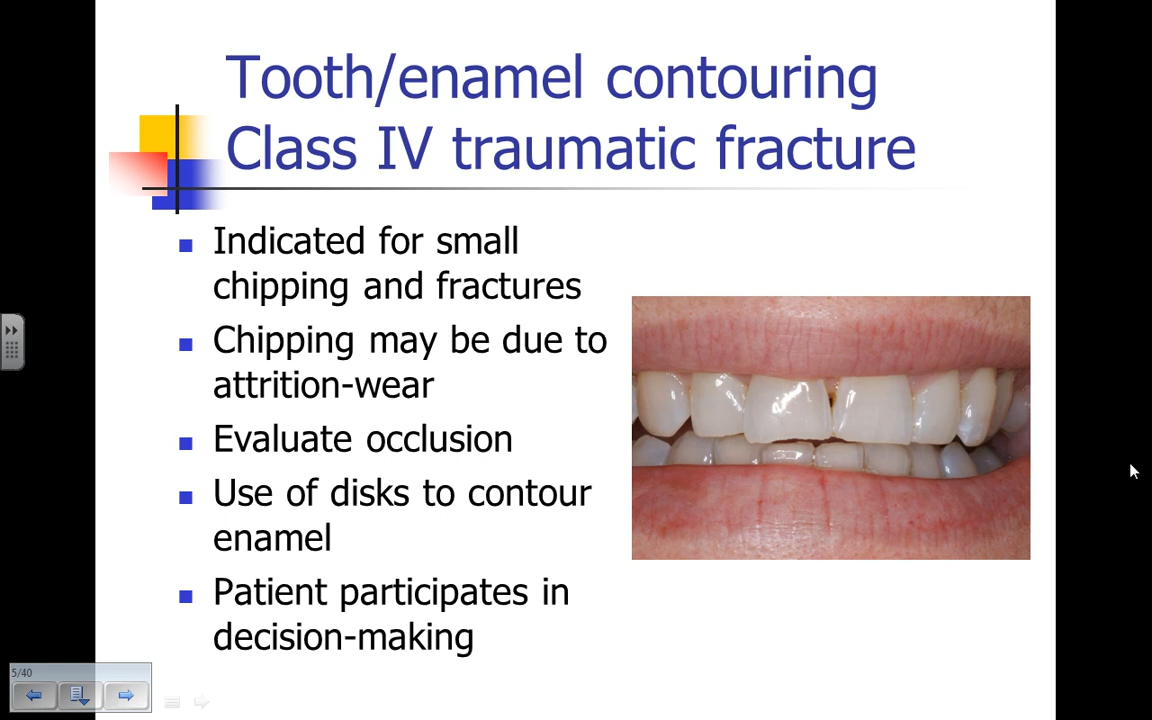 Tooth/enamel contouring
Class IV traumatic fracture
Indicated for small
chipping and fractures
Chipping may be due to
attrition-wear
Evaluate occlusion
Use of disks to contour
enamel
Patient participates in
decision-making
5/40